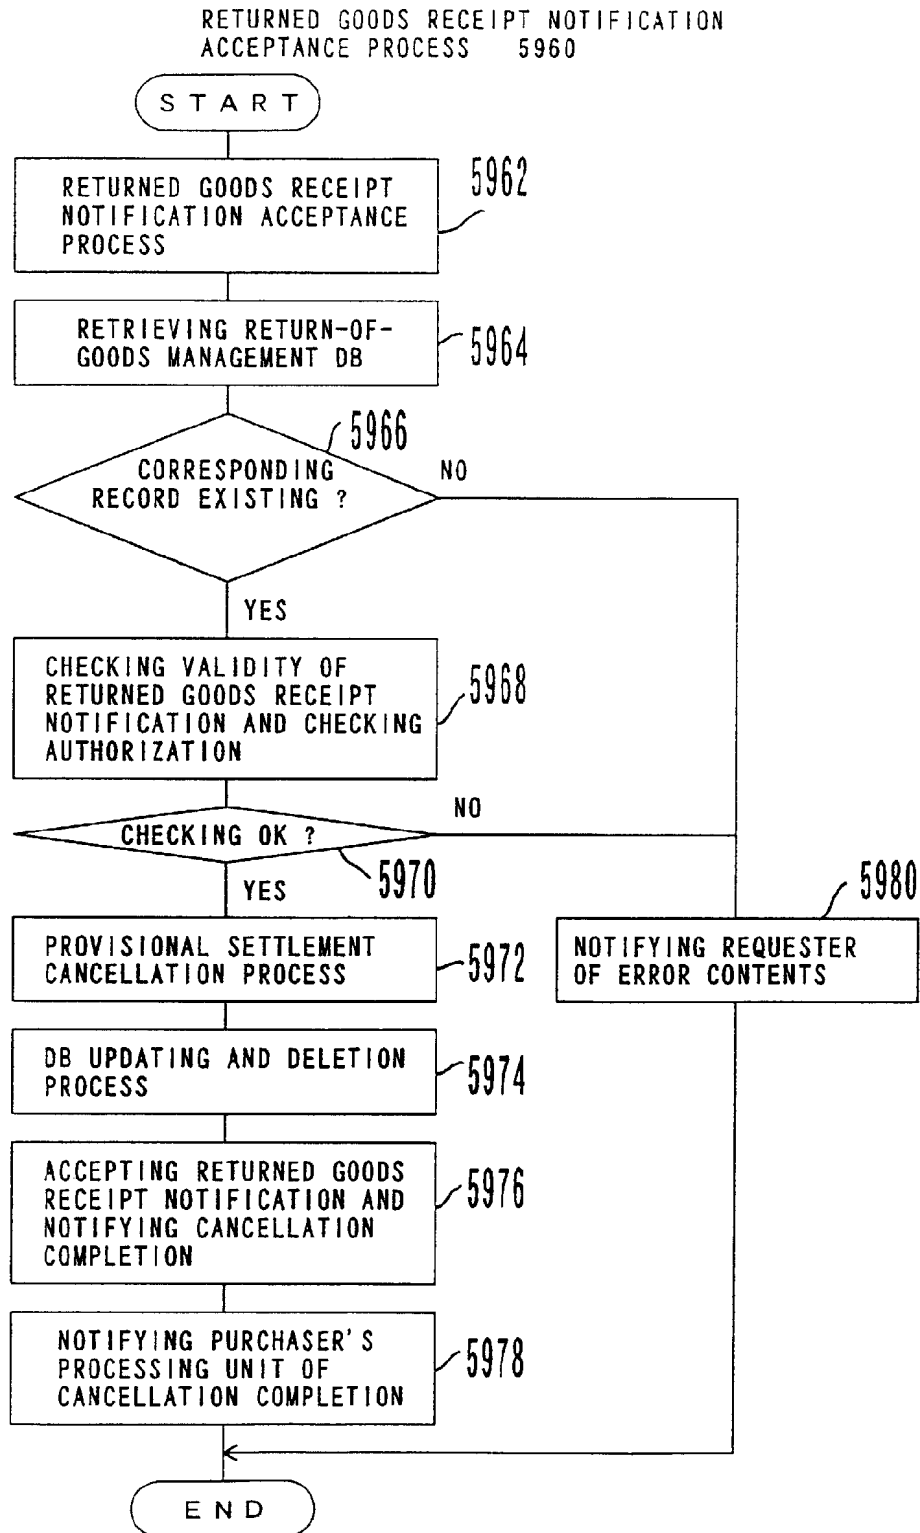 RETURNED GOODS RECEIPT NOTIFICATION
ACCEPTANCE PROCESS 5960
START
RETURNED GOODS RECEIPT
NOTIFICATION ACCEPTANCE
PROCESS
5962
RETRIEVING RETURN-OF-
GOODS MANAGEMENT DB
5964
5966
CORRESPONDING
RECORD EXISTING ?
NO
YES
CHECKING VALIDITY OF
RETURNED GOODS RECEIPT
NOTIFICATION AND CHECKING
AUTHORIZATION
5968
NO
CHECKING OK ?
5970
YES
5980
PROVISIONAL SETTLEMENT
CANCELLATION PROCESS
5972
NOTIFYING REQUESTER
OF ERROR CONTENTS
DB UPDATING AND DELETION
PROCESS
5974
ACCEPTING RETURNED GOODS
RECEIPT NOTIFICATION AND
NOTIFYING CANCELLATION
COMPLETION
5976
NOTIFYING PURCHASER'S
PROCESSING UNIT OF
CANCELLATION COMPLETION
5978
END